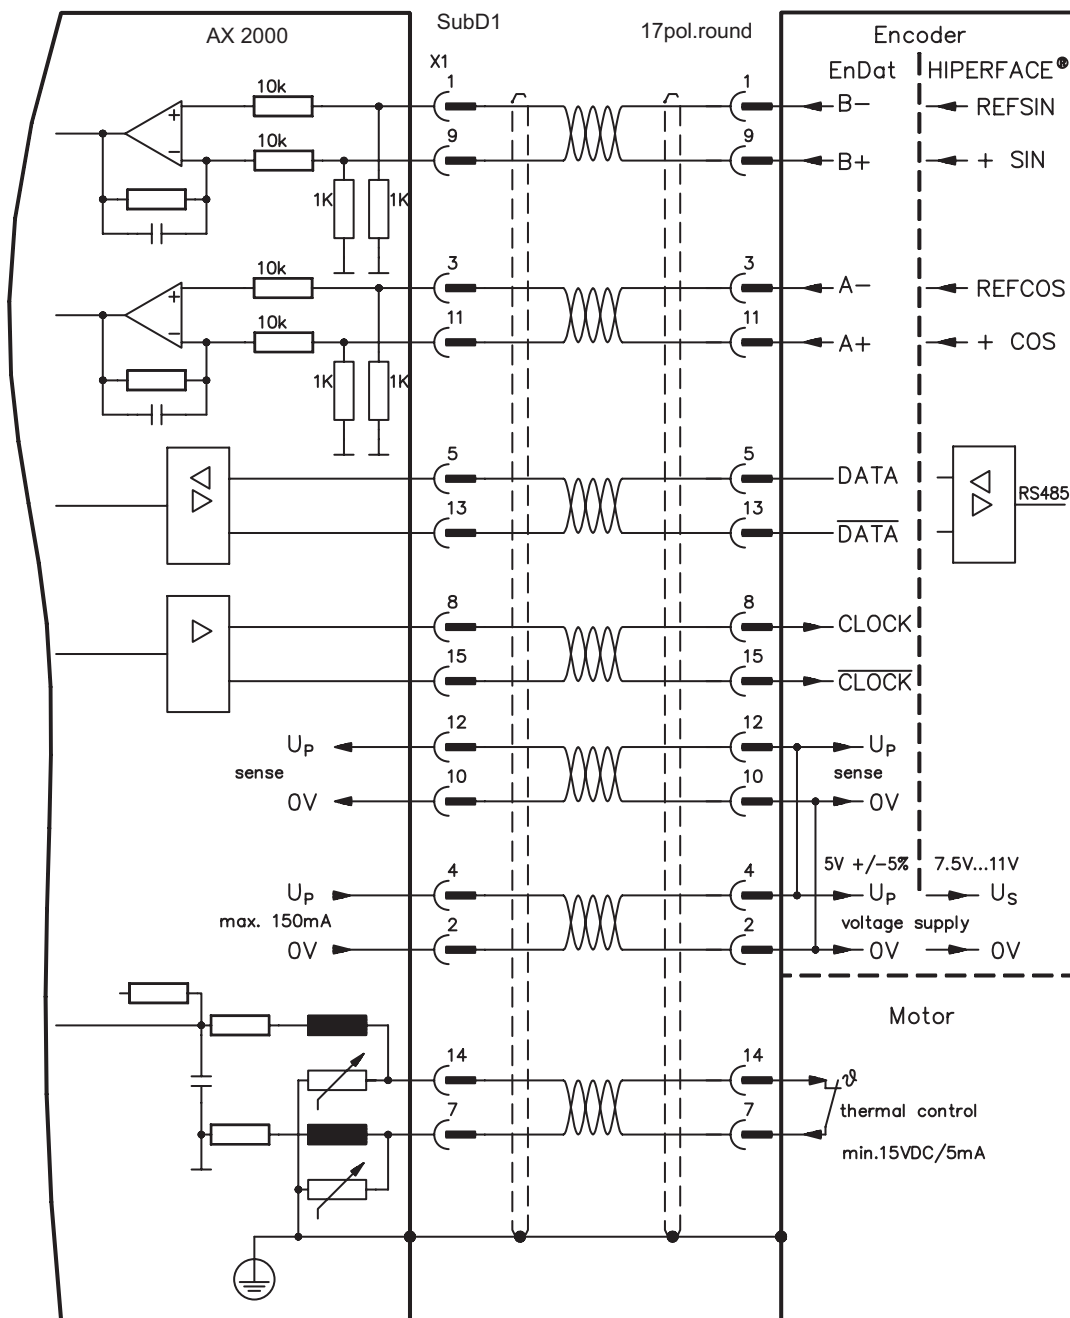 AX 2000 SubD1 17pol.round Encoder
X1 EnDat HIPERFACE®
10k 1 1 B− REFSIN
+
10k 9 9 B+ + SIN
−
1K 1K
10k 3 3 A− REFCOS
+
10k 11 11 A+ + COS
−
1K 1K
5 5 DATA
RS485
13 13 D̅A̅T̅A̅
8 8 CLOCK
15 15 C̅L̅O̅C̅K̅
UP 12 12 UP
sense sense
0V 10 10 0V
5V +/−5% 7.5V...11V
UP 4 4 UP US
max. 150mA voltage supply
0V 2 2 0V 0V
Motor
14 14 ϑ
thermal control
7 7
min.15VDC/5mA